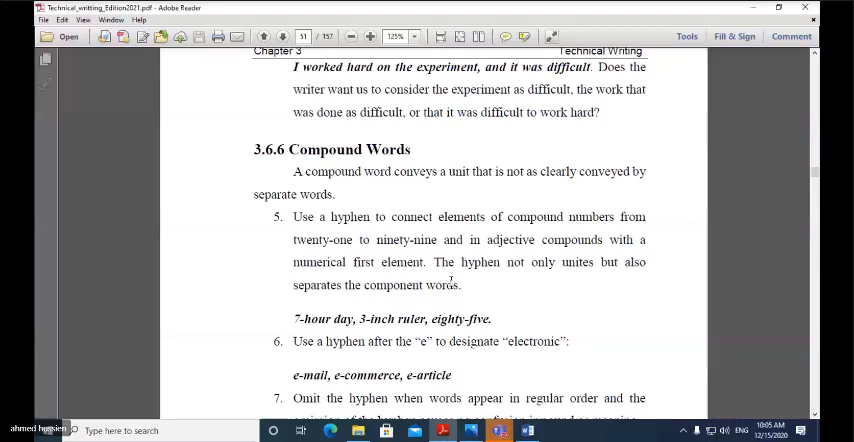 Technical_writting_Edition2021.pdf - Adobe Reader
File Edit View Window Help
Open 51 / 157 125% Tools Fill & Sign Comment
Chapter 3 Technical Writing
I worked hard on the experiment, and it was difficult. Does the
writer want us to consider the experiment as difficult, the work that
was done as difficult, or that it was difficult to work hard?
3.6.6 Compound Words
A compound word conveys a unit that is not as clearly conveyed by
separate words.
5. Use a hyphen to connect elements of compound numbers from
twenty-one to ninety-nine and in adjective compounds with a
numerical first element. The hyphen not only unites but also
separates the component words.
7-hour day, 3-inch ruler, eighty-five.
6. Use a hyphen after the “e” to designate “electronic”:
e-mail, e-commerce, e-article
7. Omit the hyphen when words appear in regular order and the
ahmed hussien Type here to search 10:05 AM
12/15/2020